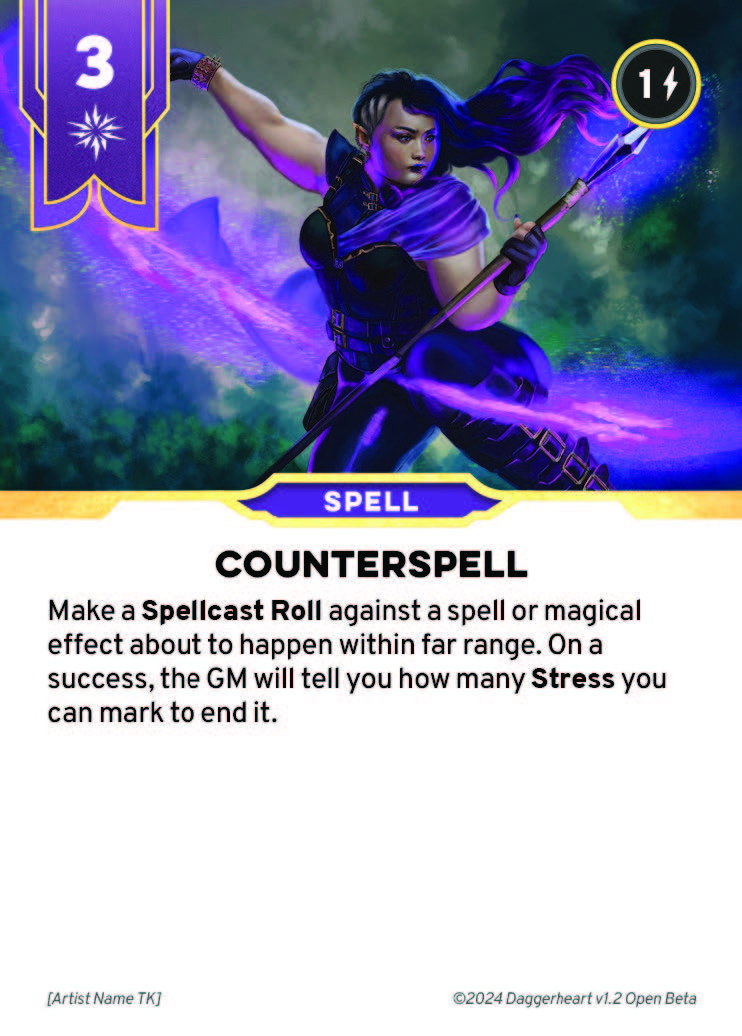 3
1
SPELL
COUNTERSPELL
Make a Spellcast Roll against a spell or magical
effect about to happen within far range. On a
success, the GM will tell you how many Stress you
can mark to end it.
[Artist Name TK]
©2024 Daggerheart v1.2 Open Beta